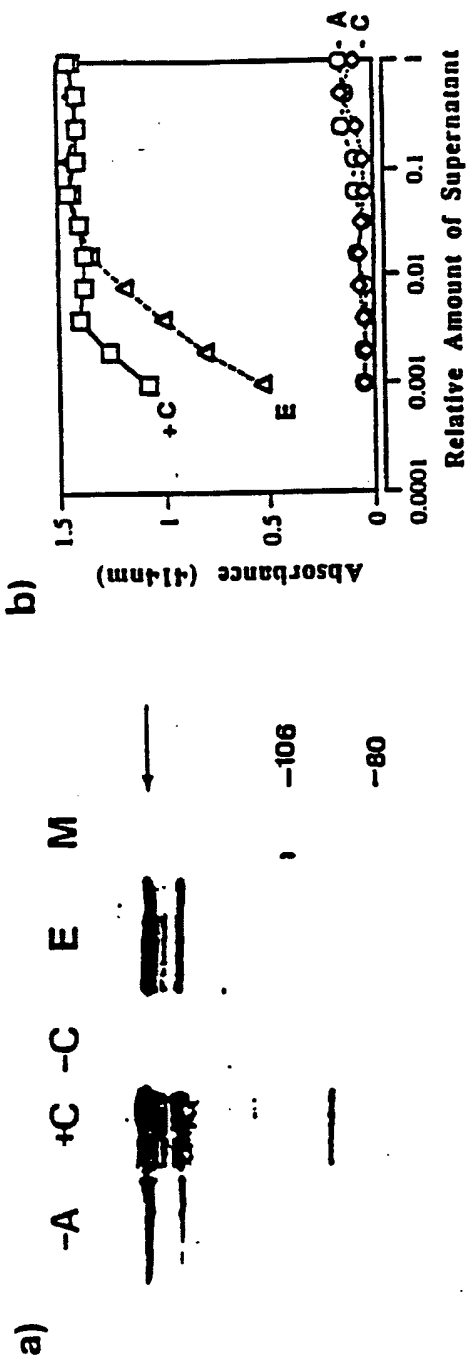 a)
−A +C −C E M
−106
−80
b)
Absorbance (414nm)
1.5
1
0.5
0
+C
E
- A
- C
0.0001 0.001 0.01 0.1 1
Relative Amount of Supernatant